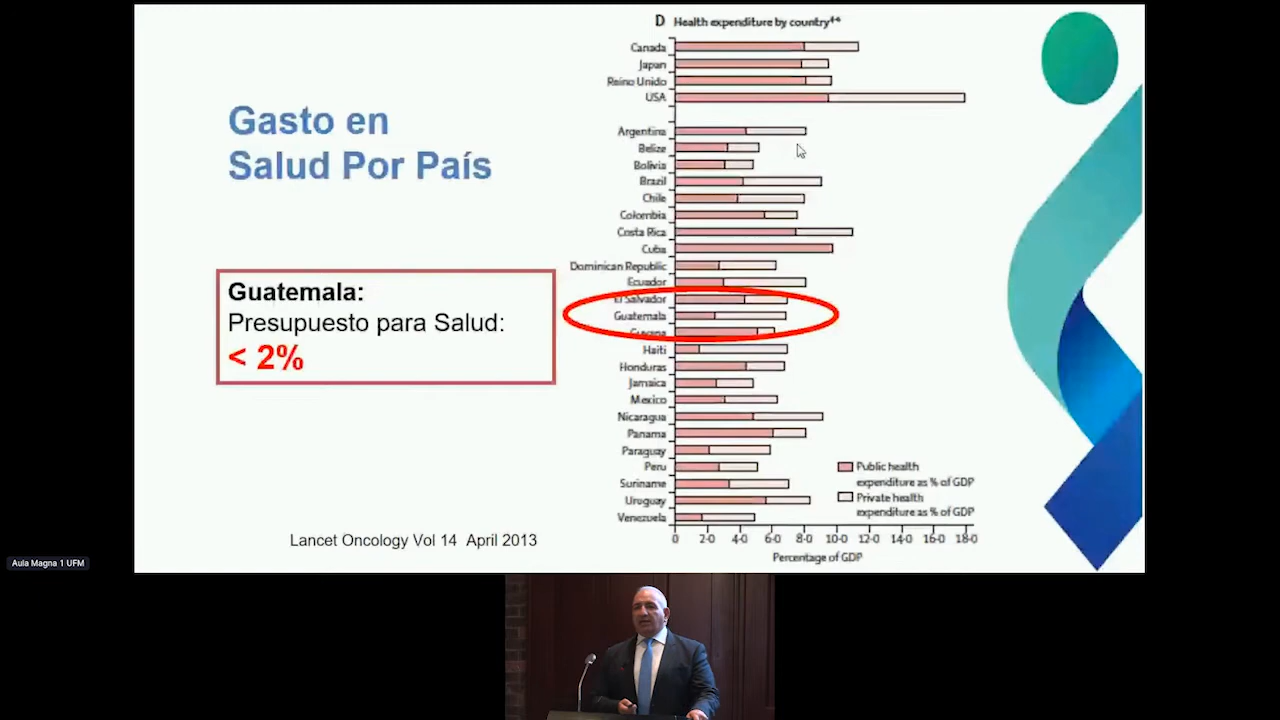 Gasto en
Salud Por País
Guatemala:
Presupuesto para Salud:
< 2%
Lancet Oncology Vol 14 April 2013
D Health expenditure by country⁴⁶
Canada
Japan
Reino Unido
USA
Argentina
Belize
Bolivia
Brazil
Chile
Colombia
Costa Rica
Cuba
Dominican Republic
Ecuador
El Salvador
Guatemala
Guyana
Haiti
Honduras
Jamaica
Mexico
Nicaragua
Panama
Paraguay
Peru
Suriname
Uruguay
Venezuela
Public health
expenditure as % of GDP
Private health
expenditure as % of GDP
0 2·0 4·0 6·0 8·0 10·0 12·0 14·0 16·0 18·0
Percentage of GDP
Aula Magna 1 UFM